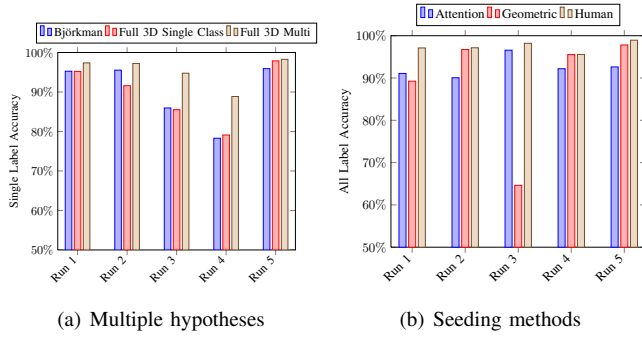 Björkman Full 3D Single Class Full 3D Multi
100%
90%
80%
70%
60%
50%
Single Label Accuracy
Run 1 Run 2 Run 3 Run 4 Run 5
(a) Multiple hypotheses
Attention Geometric Human
100%
90%
80%
70%
60%
50%
All Label Accuracy
Run 1 Run 2 Run 3 Run 4 Run 5
(b) Seeding methods